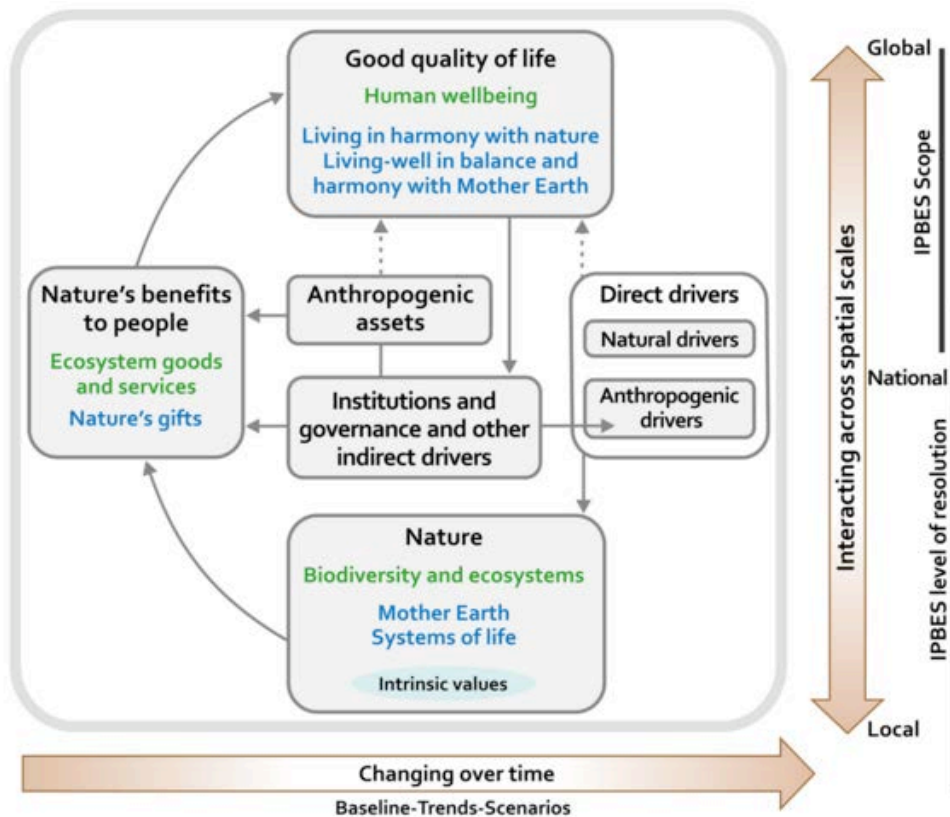 Good quality of life
Human wellbeing
Living in harmony with nature
Living-well in balance and
harmony with Mother Earth
Nature's benefits
to people
Ecosystem goods
and services
Nature's gifts
Anthropogenic
assets
Institutions and
governance and other
indirect drivers
Direct drivers
Natural drivers
Anthropogenic
drivers
Nature
Biodiversity and ecosystems
Mother Earth
Systems of life
Intrinsic values
Changing over time
Baseline-Trends-Scenarios
Interacting across spatial scales
Global
National
Local
IPBES Scope
IPBES level of resolution